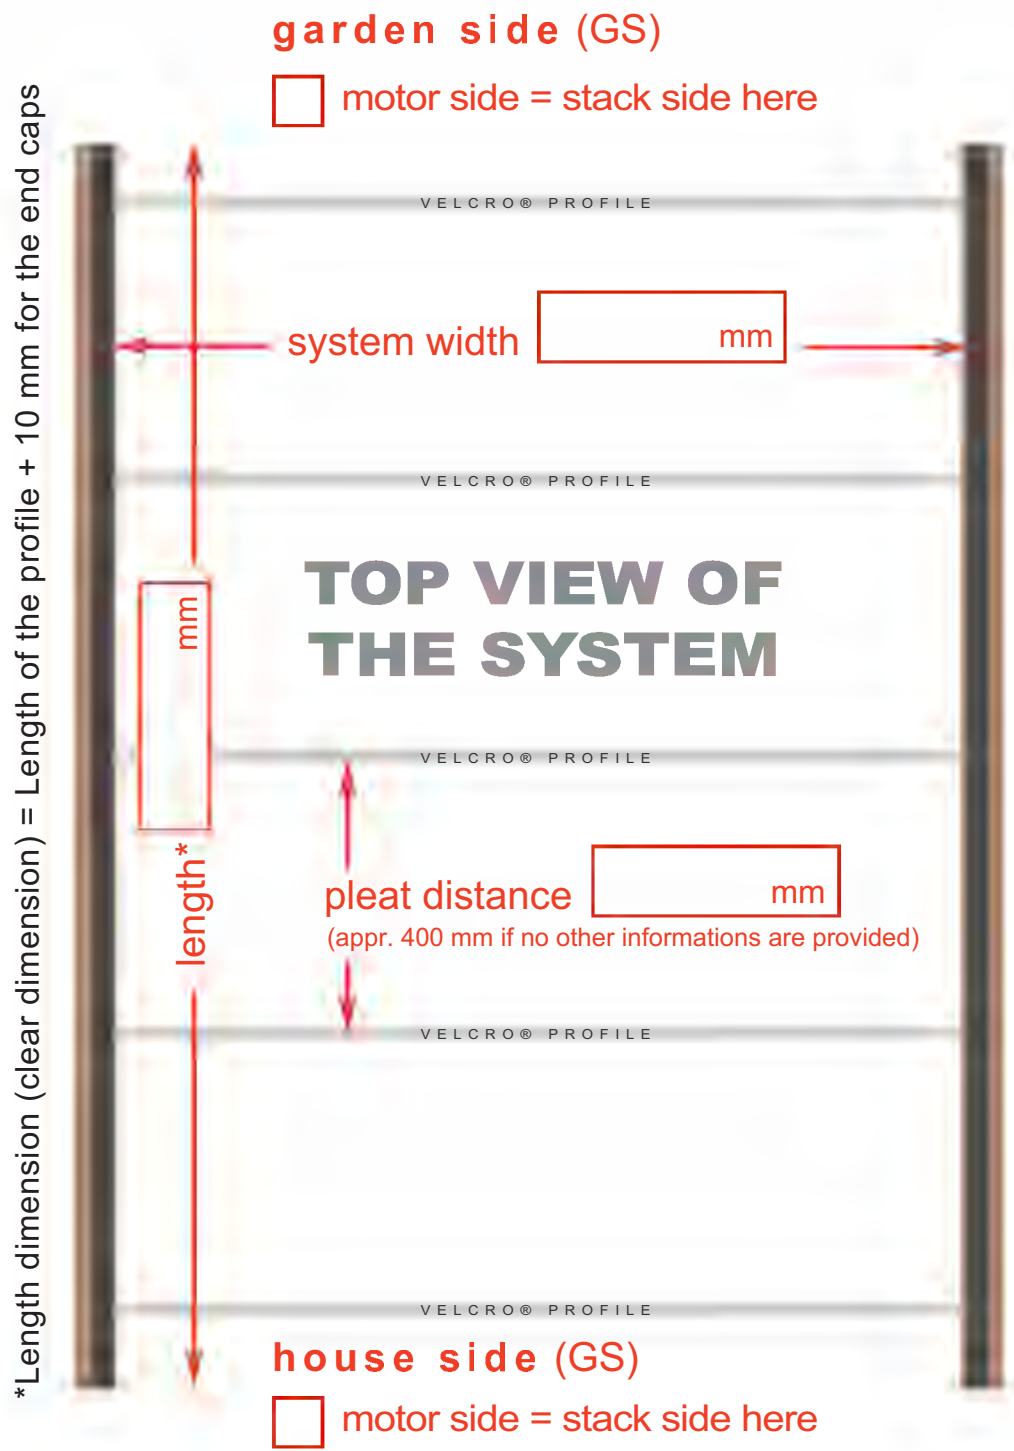 garden side (GS)
motor side = stack side here
*Length dimension (clear dimension) = Length of the profile + 10 mm for the end caps
VELCRO® PROFILE
system width
mm
VELCRO® PROFILE
TOP VIEW OF
THE SYSTEM
mm
length*
VELCRO® PROFILE
pleat distance
mm
(appr. 400 mm if no other informations are provided)
VELCRO® PROFILE
VELCRO® PROFILE
house side (GS)
motor side = stack side here